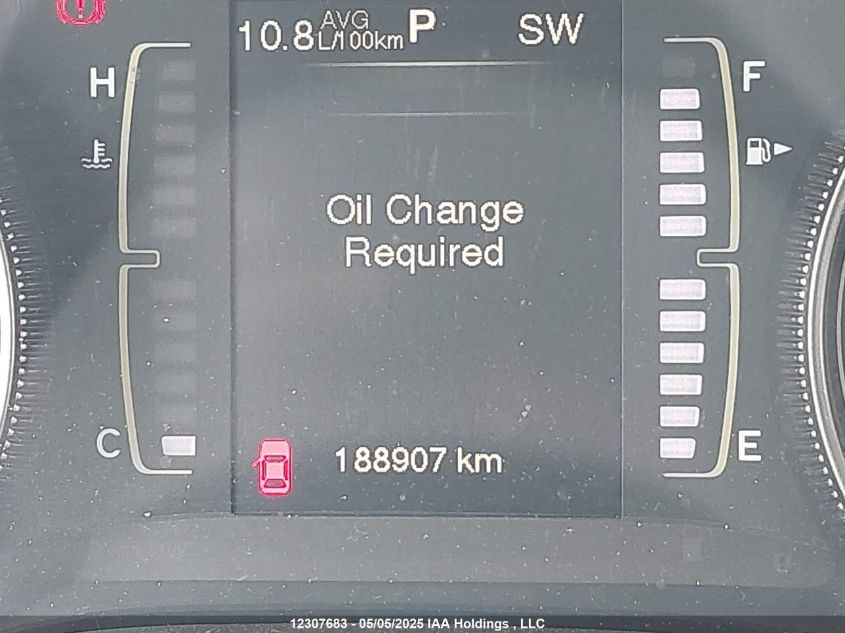 10.8 AVG L/100km P SW
H F
Oil Change
Required
C E
188907 km
12307683 - 05/05/2025 IAA Holdings , LLC